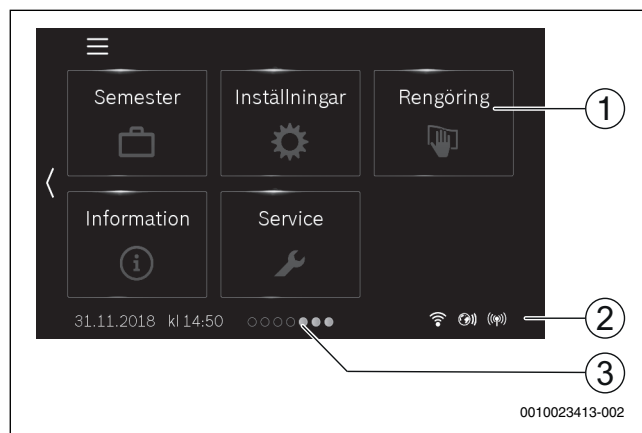 Semester
Inställningar
Rengöring
Information
Service
31.11.2018 kl 14:50
1
2
3
0010023413-002